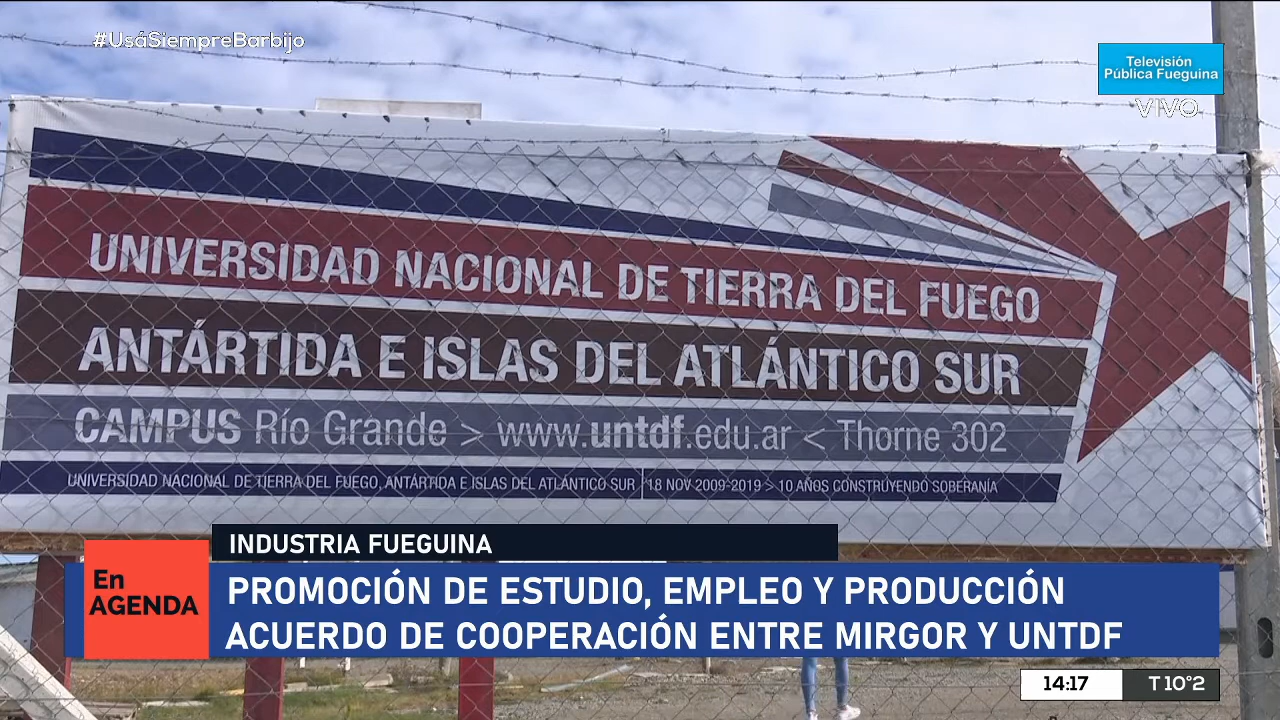 #UsáSiempreBarbijo
Televisión
Pública Fueguina
VIVO
UNIVERSIDAD NACIONAL DE TIERRA DEL FUEGO
ANTÁRTIDA E ISLAS DEL ATLÁNTICO SUR
CAMPUS Río Grande > www.untdf.edu.ar < Thorne 302
UNIVERSIDAD NACIONAL DE TIERRA DEL FUEGO, ANTÁRTIDA E ISLAS DEL ATLÁNTICO SUR 18 NOV 2009-2019 > 10 AÑOS CONSTRUYENDO SOBERANÍA
INDUSTRIA FUEGUINA
En
AGENDA
PROMOCIÓN DE ESTUDIO, EMPLEO Y PRODUCCIÓN
ACUERDO DE COOPERACIÓN ENTRE MIRGOR Y UNTDF
14:17 T10°2